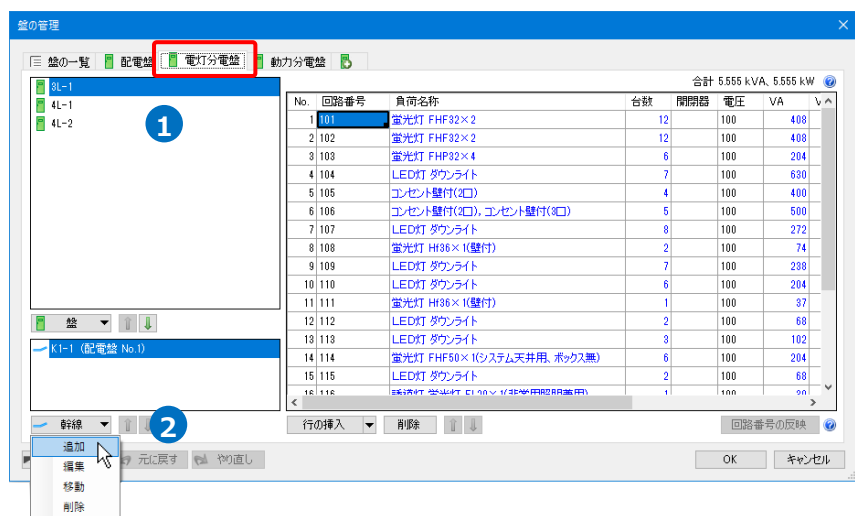 盤の管理
盤の一覧 配電盤 電灯分電盤 動力分電盤
合計 5.555 kVA、5.555 kW
3L-1
4L-1
4L-2
1
No. 回路番号 負荷名称 台数 開閉器 電圧 VA
1 101 蛍光灯 FHF32×2 12 100 408
2 102 蛍光灯 FHF32×2 12 100 408
3 103 蛍光灯 FHP32×4 6 100 204
4 104 LED灯 ダウンライト 7 100 630
5 105 コンセント壁付(2口) 4 100 400
6 106 コンセント壁付(2口), コンセント壁付(3口) 5 100 500
7 107 LED灯 ダウンライト 8 100 272
8 108 蛍光灯 Hf36×1(壁付) 2 100 74
9 109 LED灯 ダウンライト 7 100 238
10 110 LED灯 ダウンライト 6 100 204
11 111 蛍光灯 Hf36×1(壁付) 1 100 37
12 112 LED灯 ダウンライト 2 100 68
13 113 LED灯 ダウンライト 3 100 102
14 114 蛍光灯 FHF50×1(システム天井用、ボックス無) 6 100 204
15 115 LED灯 ダウンライト 2 100 68
盤
K1-1 (配電盤 No.1)
幹線
2
行の挿入 削除 回路番号の反映
追加
編集
移動
削除
元に戻す やり直し OK キャンセル